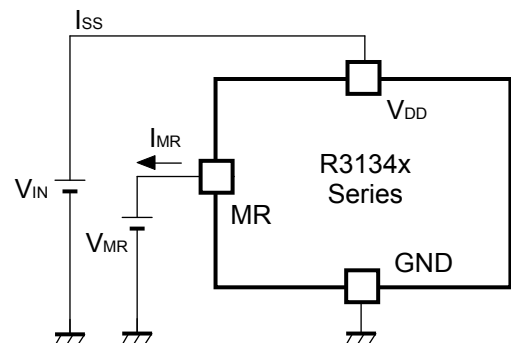 ISS
VDD
IMR
R3134x
Series
VIN
MR
VMR
GND